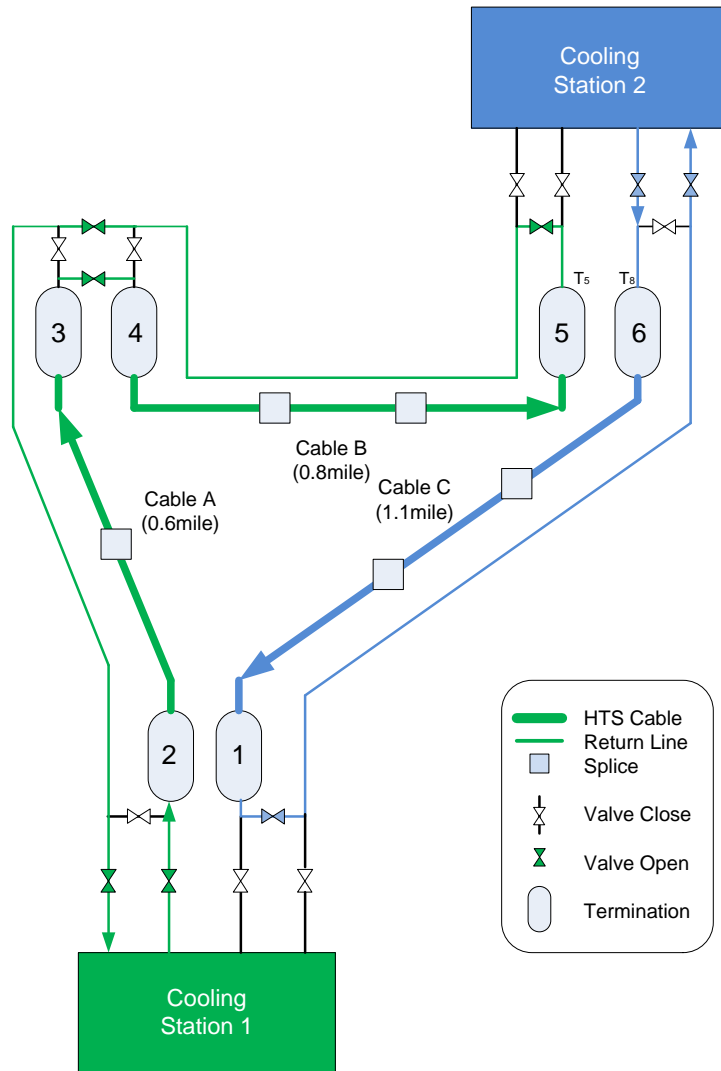 Cooling
Station 2
T5
T8
3
4
5
6
Cable B
(0.8mile)
Cable C
(1.1mile)
Cable A
(0.6mile)
2
1
HTS Cable
Return Line
Splice
Valve Close
Valve Open
Termination
Cooling
Station 1